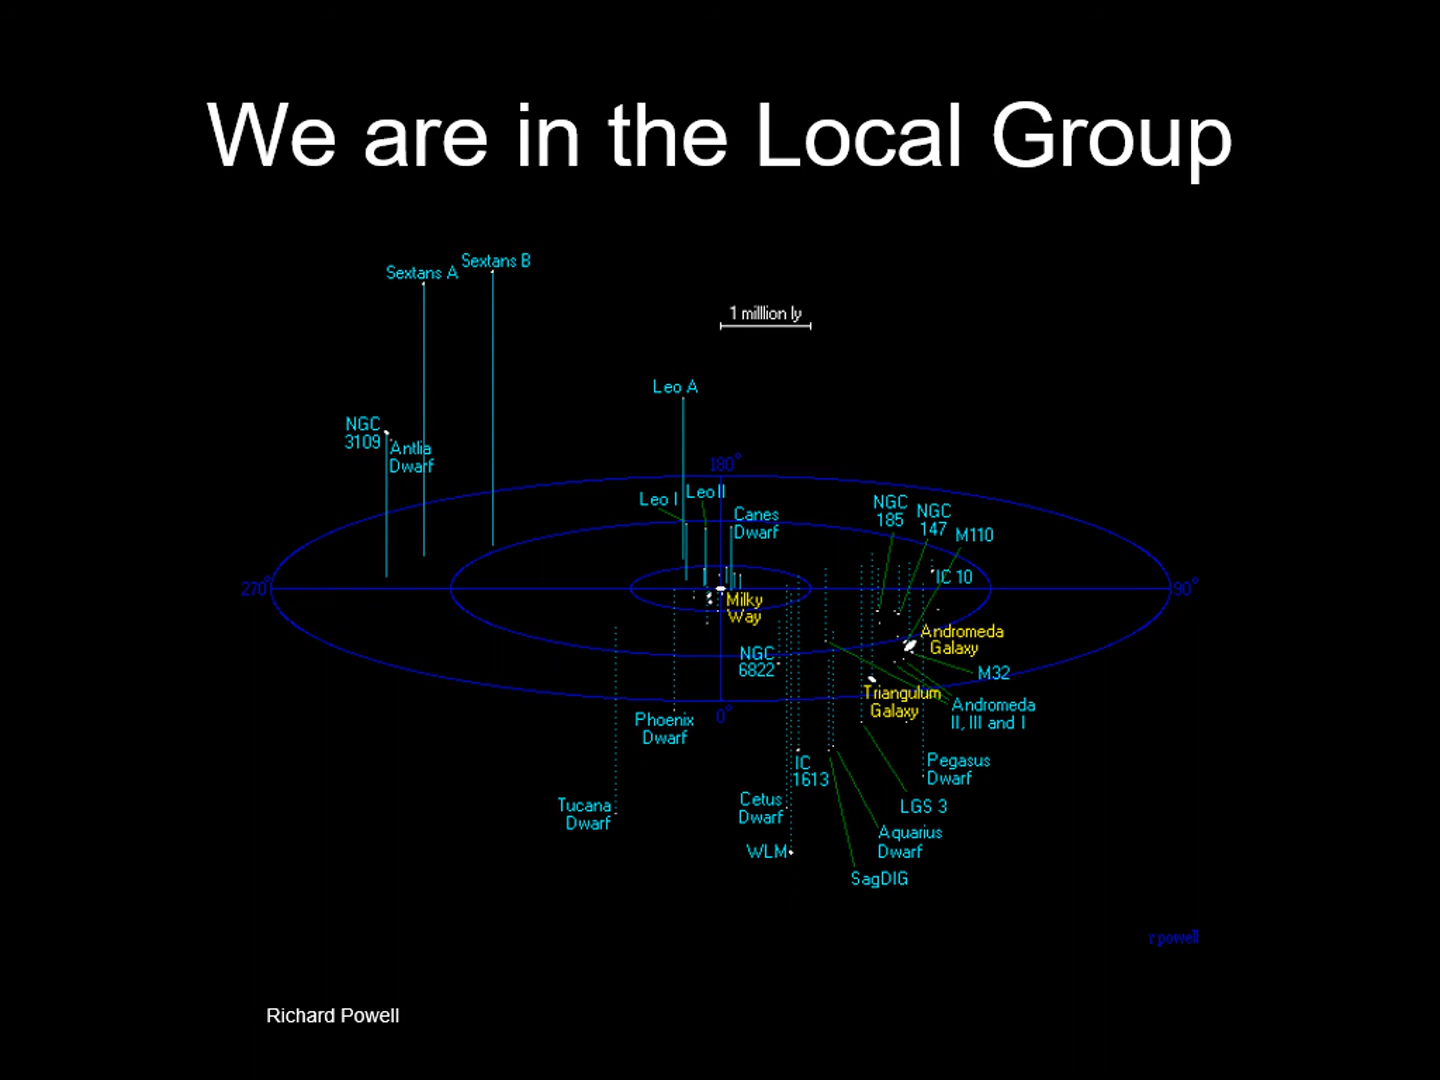 We are in the Local Group
Sextans A
Sextans B
1 milllion ly
Leo A
NGC
3109
Antlia
Dwarf
180°
Leo I
Leo II
Canes
Dwarf
NGC
185
NGC
147
M110
IC 10
270°
90°
Milky
Way
Andromeda
Galaxy
NGC
6822
M32
Triangulum
Galaxy
Andromeda
II, III and I
0°
Phoenix
Dwarf
IC
1613
Pegasus
Dwarf
Tucana
Dwarf
Cetus
Dwarf
LGS 3
Aquarius
Dwarf
WLM
SagDIG
r powell
Richard Powell